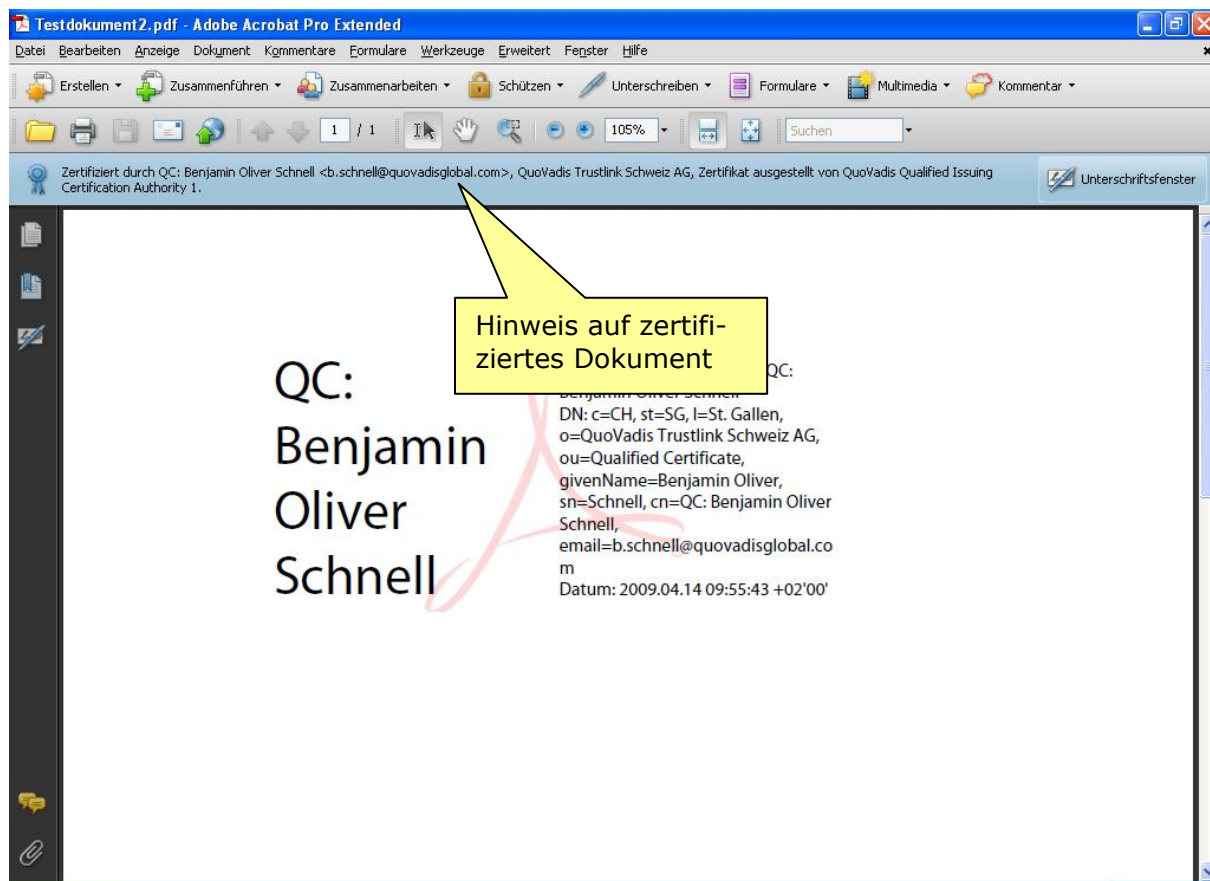 Testdokument2.pdf - Adobe Acrobat Pro Extended
Datei Bearbeiten Anzeige Dokument Kommentare Formulare Werkzeuge Erweitert Fenster Hilfe
Erstellen Zusammenführen Zusammenarbeiten Schützen Unterschreiben Formulare Multimedia Kommentar
1 / 1 105% Suchen
Zertifiziert durch QC: Benjamin Oliver Schnell <b.schnell@quovadisglobal.com>, QuoVadis Trustlink Schweiz AG, Zertifikat ausgestellt von QuoVadis Qualified Issuing
Certification Authority 1.
Unterschriftsfenster
Hinweis auf zertifi-
ziertes Dokument
QC:
Benjamin
Oliver
Schnell
QC:
Benjamin Oliver Schnell
DN: c=CH, st=SG, l=St. Gallen,
o=QuoVadis Trustlink Schweiz AG,
ou=Qualified Certificate,
givenName=Benjamin Oliver,
sn=Schnell, cn=QC: Benjamin Oliver
Schnell,
email=b.schnell@quovadisglobal.co
m
Datum: 2009.04.14 09:55:43 +02'00'